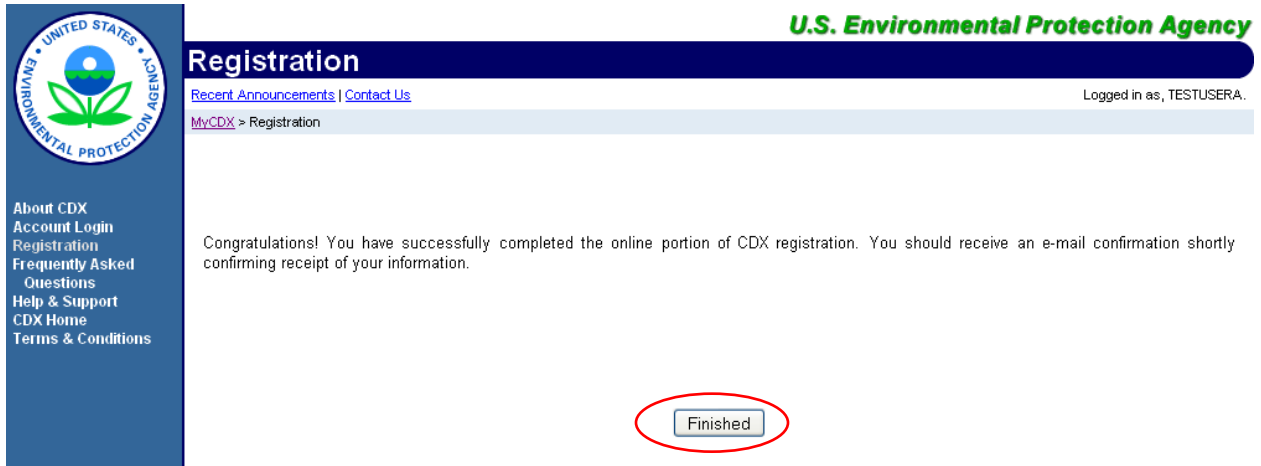 UNITED STATES
ENVIRONMENTAL PROTECTION AGENCY
U.S. Environmental Protection Agency
Registration
Recent Announcements | Contact Us
Logged in as, TESTUSERA.
MyCDX > Registration
About CDX
Account Login
Registration
Frequently Asked
Questions
Help & Support
CDX Home
Terms & Conditions
Congratulations! You have successfully completed the online portion of CDX registration. You should receive an e-mail confirmation shortly
confirming receipt of your information.
Finished